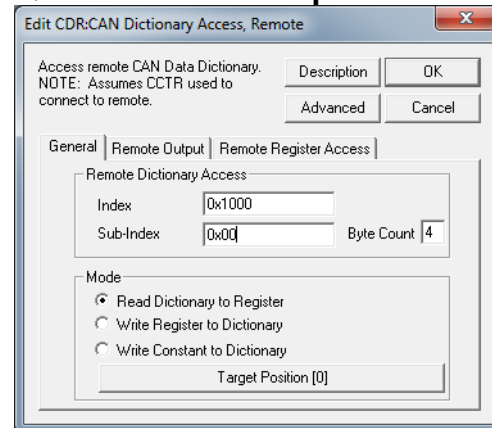 Edit CDR:CAN Dictionary Access, Remote
x
Access remote CAN Data Dictionary.
NOTE: Assumes CCTR used to
connect to remote.
Description OK
Advanced Cancel
General Remote Output Remote Register Access
Remote Dictionary Access
Index 0x1000
Sub-Index 0x00 Byte Count 4
Mode
Read Dictionary to Register
Write Register to Dictionary
Write Constant to Dictionary
Target Position [0]